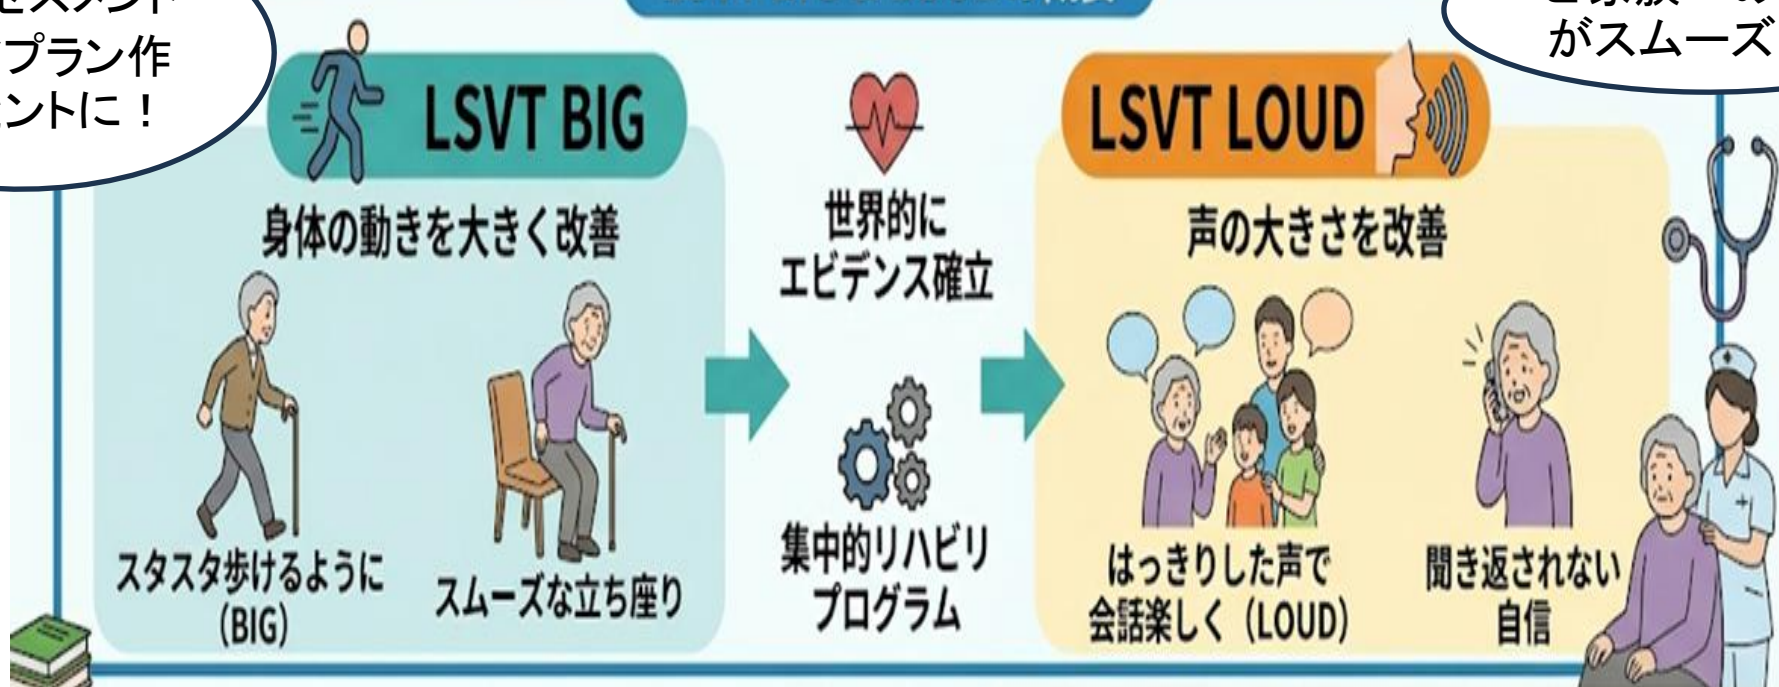 プラン作
ントに！
がスムーズ
LSVT BIG
身体の動きを大きく改善
スタスタ歩けるように
(BIG)
スムーズな立ち座り
世界的に
エビデンス確立
集中的リハビリ
プログラム
LSVT LOUD
声の大きさを改善
はっきりした声で
会話楽しく（LOUD）
聞き返されない
自信